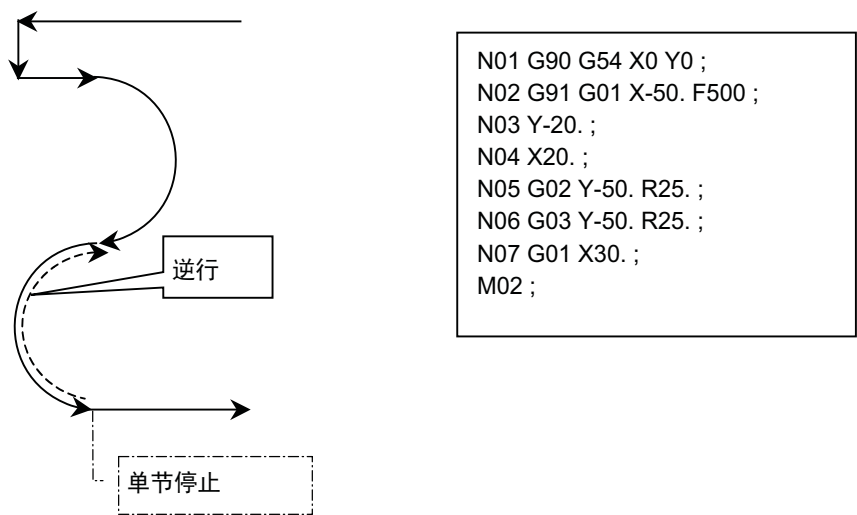 N01 G90 G54 X0 Y0 ;
N02 G91 G01 X-50. F500 ;
N03 Y-20. ;
N04 X20. ;
N05 G02 Y-50. R25. ;
N06 G03 Y-50. R25. ;
N07 G01 X30. ;
M02 ;
逆行
单节停止